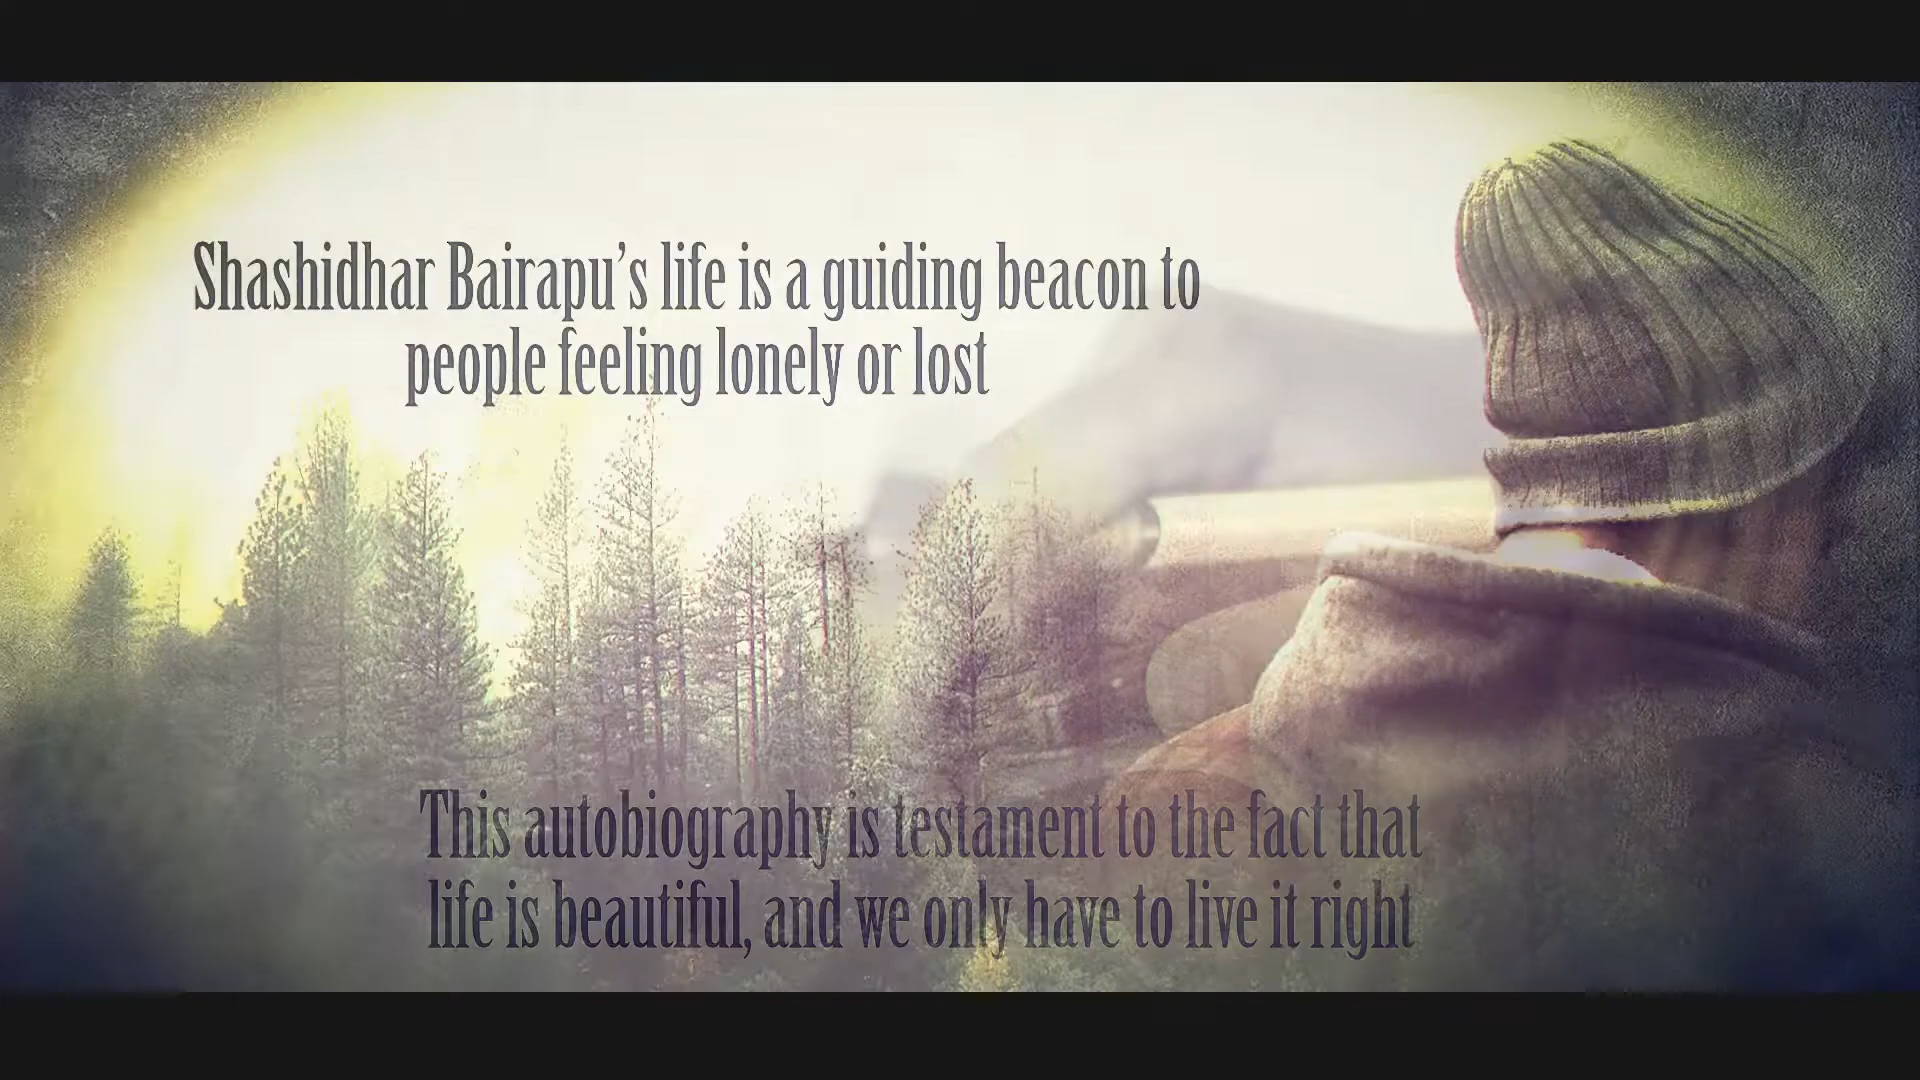 Shashidhar Bairapu’s life is a guiding beacon to
people feeling lonely or lost
This autobiography is testament to the fact that
life is beautiful, and we only have to live it right